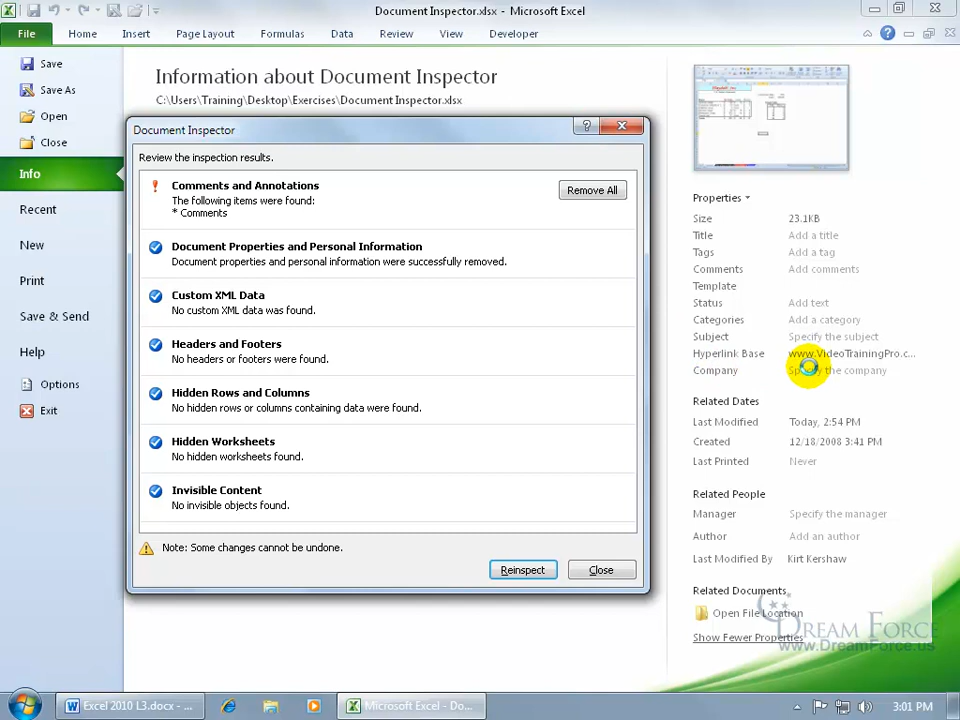 Document Inspector.xlsx - Microsoft Excel
File Home Insert Page Layout Formulas Data Review View Developer
Save
Save As
Open
Close
Info
Recent
New
Print
Save & Send
Help
Options
Exit
Information about Document Inspector
C:\Users\Training\Desktop\Exercises\Document Inspector.xlsx
Document Inspector
Review the inspection results.
Comments and Annotations
The following items were found:
* Comments
Remove All
Document Properties and Personal Information
Document properties and personal information were successfully removed.
Custom XML Data
No custom XML data was found.
Headers and Footers
No headers or footers were found.
Hidden Rows and Columns
No hidden rows or columns containing data were found.
Hidden Worksheets
No hidden worksheets found.
Invisible Content
No invisible objects found.
Note: Some changes cannot be undone.
Reinspect Close
Properties
Size 23.1KB
Title Add a title
Tags Add a tag
Comments Add comments
Template
Status Add text
Categories Add a category
Subject Specify the subject
Hyperlink Base www.VideoTrainingPro.c...
Company Specify the company
Related Dates
Last Modified Today, 2:54 PM
Created 12/18/2008 3:41 PM
Last Printed Never
Related People
Manager Specify the manager
Author Add an author
Last Modified By Kirt Kershaw
Related Documents
Open File Location
Show Fewer Properties
DREAM FORCE
www.DreamForce.us
Excel 2010 L3.docx - ...
Microsoft Excel - Do...
3:01 PM